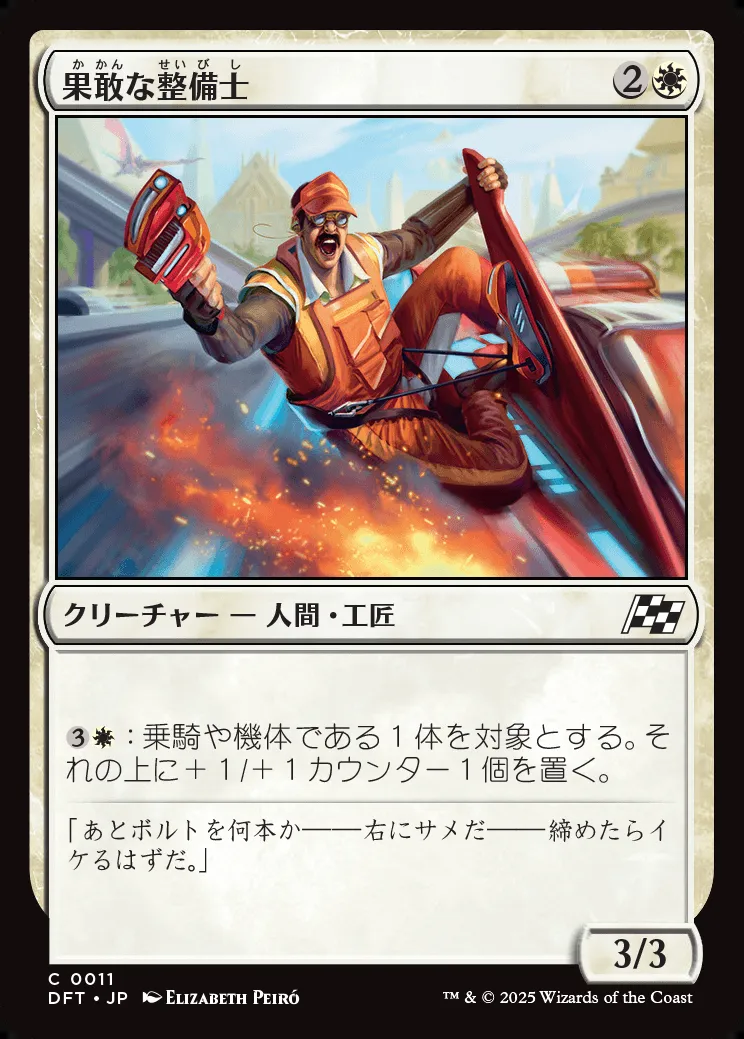 かかん せいびし
果敢な整備士 2
クリーチャー — 人間・工匠
3：乗騎や機体である１体を対象とする。そ
れの上に＋１/＋１カウンター１個を置く。
「あとボルトを何本か――右にサメだ――締めたらイ
ケるはずだ。」
3/3
C 0011
DFT • JP Elizabeth Peiró
™ & © 2025 Wizards of the Coast